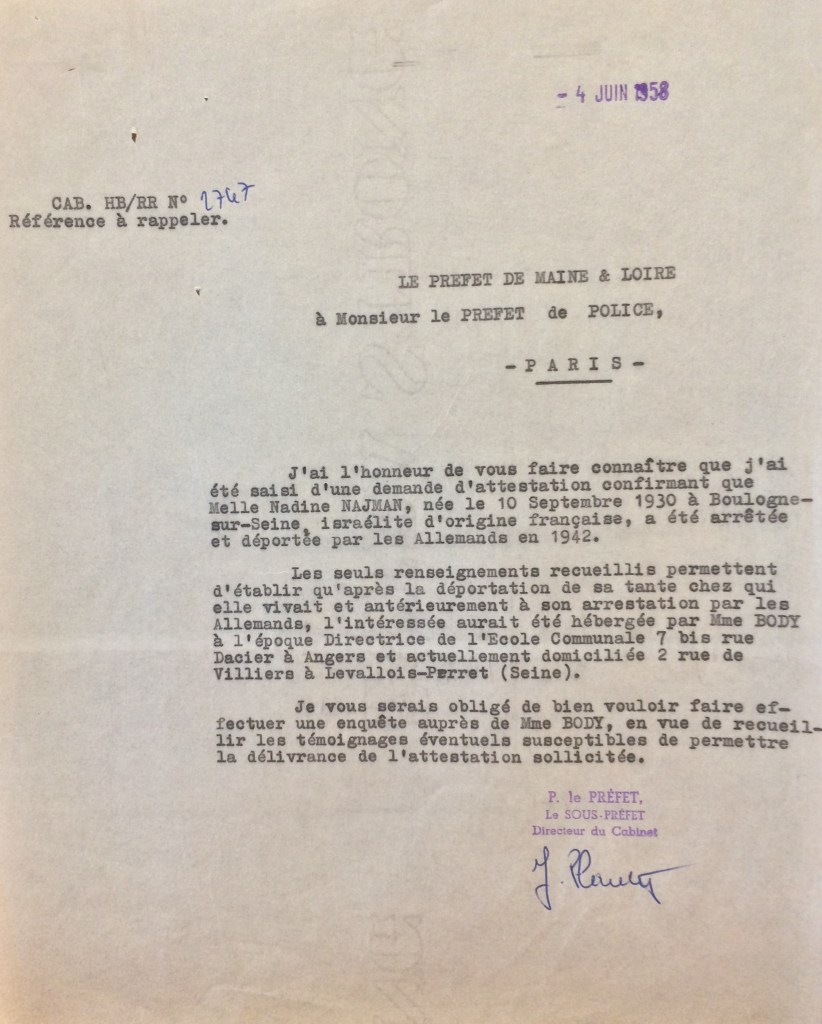 - 4 JUIN 1958
CAB. HB/RR N° 2747
Référence à rappeler.
LE PREFET DE MAINE & LOIRE
à Monsieur le PREFET de POLICE,
- P A R I S -
J'ai l'honneur de vous faire connaître que j'ai
été saisi d'une demande d'attestation confirmant que
Melle Nadine NAJMAN, née le 10 Septembre 1930 à Boulogne-
sur-Seine, israélite d'origine française, a été arrêtée
et déportée par les Allemands en 1942.
Les seuls renseignements recueillis permettent
d'établir qu'après la déportation de sa tante chez qui
elle vivait et antérieurement à son arrestation par les
Allemands, l'intéressée aurait été hébergée par Mme BODY
à l'époque Directrice de l'Ecole Communale 7 bis rue
Dacier à Angers et actuellement domiciliée 2 rue de
Villiers à Levallois-Perret (Seine).
Je vous serais obligé de bien vouloir faire ef-
fectuer une enquête auprès de Mme BODY, en vue de recueil-
lir les témoignages éventuels susceptibles de permettre
la délivrance de l'attestation sollicitée.
P. le PRÉFET,
Le SOUS-PRÉFET
Directeur du Cabinet